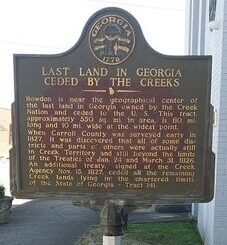 GEORGIA
1776
LAST LAND IN GEORGIA
CEDED BY THE CREEKS
Bowdon is near the geographical center of
the last land in Georgia owned by the Creek
Nation and ceded to the U. S. This tract
approximately 330 sq. mi. in area, is 80 mi.
long and 10 mi. wide at the widest point.
When Carroll County was surveyed early in
1827, it was discovered that all of some dis-
tricts and parts of others were actually still
in Creek Territory and still beyond the limits
of the Treaties of Jan. 24 and March 31, 1826.
An additional treaty, signed at the Creek
Agency Nov. 15, 1827, ceded all the remaining
Creek lands lying in the chartered limits
of the State of Georgia - Tract 141.